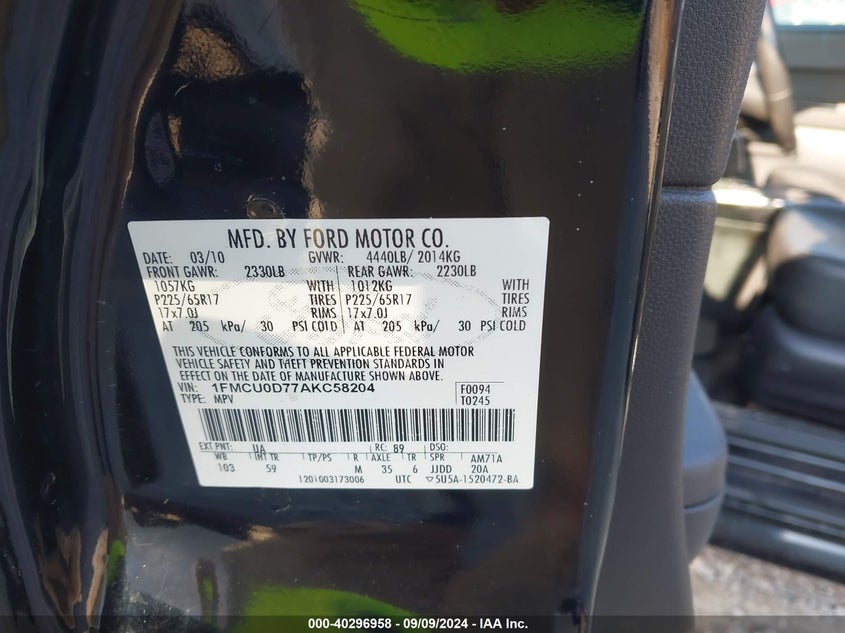 MFD. BY FORD MOTOR CO.
DATE: 03/10 GVWR: 4440LB/ 2014KG
FRONT GAWR: 2330LB REAR GAWR: 2230LB
1057KG WITH 1012KG WITH
P225/65R17 TIRES P225/65R17 TIRES
17x7.0J RIMS 17x7.0J RIMS
AT 205 kPa/ 30 PSI COLD AT 205 kPa/ 30 PSI COLD
THIS VEHICLE CONFORMS TO ALL APPLICABLE FEDERAL MOTOR
VEHICLE SAFETY AND THEFT PREVENTION STANDARDS IN
EFFECT ON THE DATE OF MANUFACTURE SHOWN ABOVE.
VIN: 1FMCU0D77AKC58204 F0094
TYPE: MPV T0245
EXT PNT: UA RC: 89 DSO:
WB INT TR TP/PS R AXLE TR SPR AM71A
103 59 M 35 6 JJDD 20A
1201003173006 UTC ▽5U5A-1520472-BA
000-40296958 - 09/09/2024 - IAA Inc.